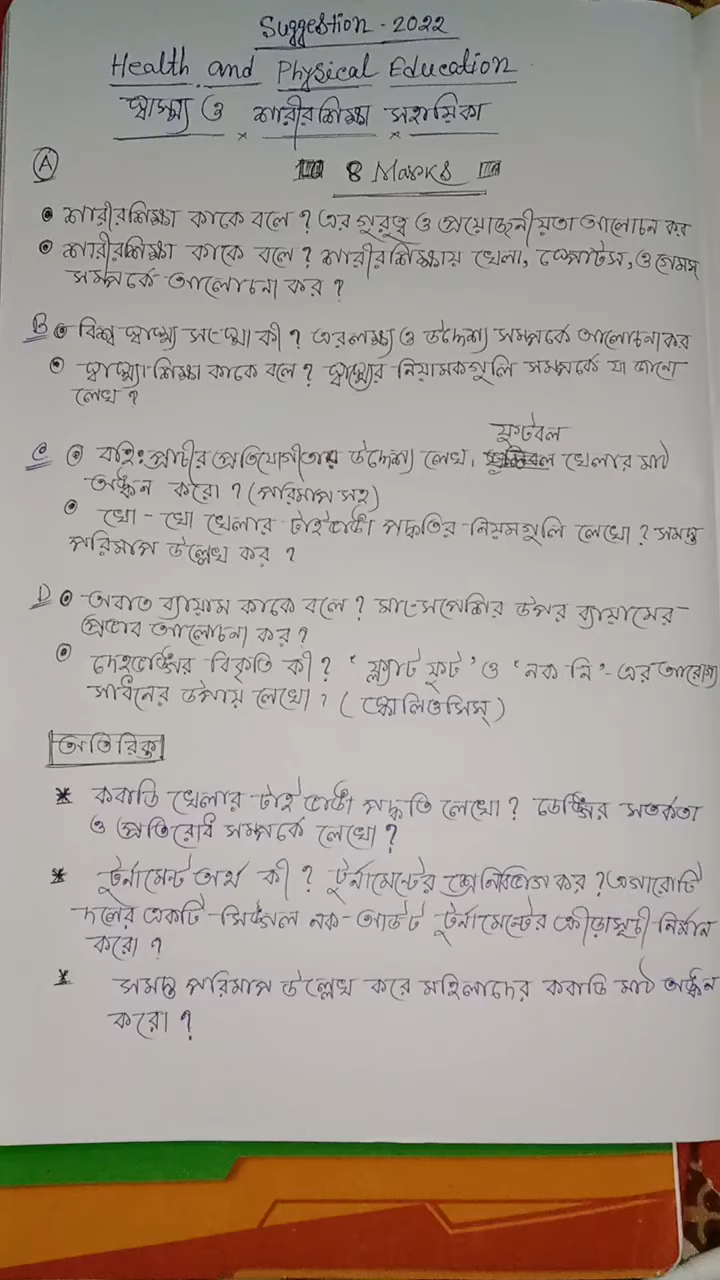 Suggestion - 2022
Health and Physical Education
স্বাস্থ্য ও শারীরশিক্ষা সহায়িকা
A
8 Marks
শারীরশিক্ষা কাকে বলে ? এর গুরুত্ব ও প্রয়োজনীয়তা আলোচনা কর
শারীরশিক্ষা কাকে বলে ? শারীরশিক্ষায় খেলা, স্পোর্টস, ও গেমস্
সম্পর্কে আলোচনা কর ?
B বিশ্ব স্বাস্থ্য সংস্থা কী ? এর লক্ষ্য ও উদ্দেশ্য সম্পর্কে আলোচনা কর
স্বাস্থ্যশিক্ষা কাকে বলে ? স্বাস্থ্যের নিয়ামকগুলি সম্পর্কে যা জানো
লেখ ?
ফুটবল
C বহিঃপ্রাচীর প্রতিযোগীতার উদ্দেশ্য লেখ, খেলার মাঠ
অঙ্কন করো ? (পরিমাপ সহ)
খো - খো খেলার টাইভাঙা পদ্ধতির নিয়মগুলি লেখো ? সমস্ত
পরিমাপ উল্লেখ কর ?
D অবাত ব্যায়াম কাকে বলে ? মাংসপেশির উপর ব্যায়ামের
প্রভাব আলোচনা কর ?
দেহভঙ্গির বিকৃতি কী ? 'ফ্ল্যাট ফুট' ও 'নক নি'-এর আরোগ্য
সাধনের উপায় লেখো ? (স্কোলিওসিস্)
অতিরিক্ত
* কবাডি খেলার টাইভাঙা পদ্ধতি লেখো ? ডেঙ্গির সতর্কতা
ও প্রতিরোধ সম্পর্কে লেখো ?
* টুর্নামেন্ট অর্থ কী ? টুর্নামেন্টের শ্রেণিবিভাগ কর ? এগারোটি
দলের একটি সিঙ্গল নক-আউট টুর্নামেন্টের ক্রীড়াসূচী নির্মান
করো ?
* সমস্ত পরিমাপ উল্লেখ করে মহিলাদের কবাডি মাঠ অঙ্কন
করো ?